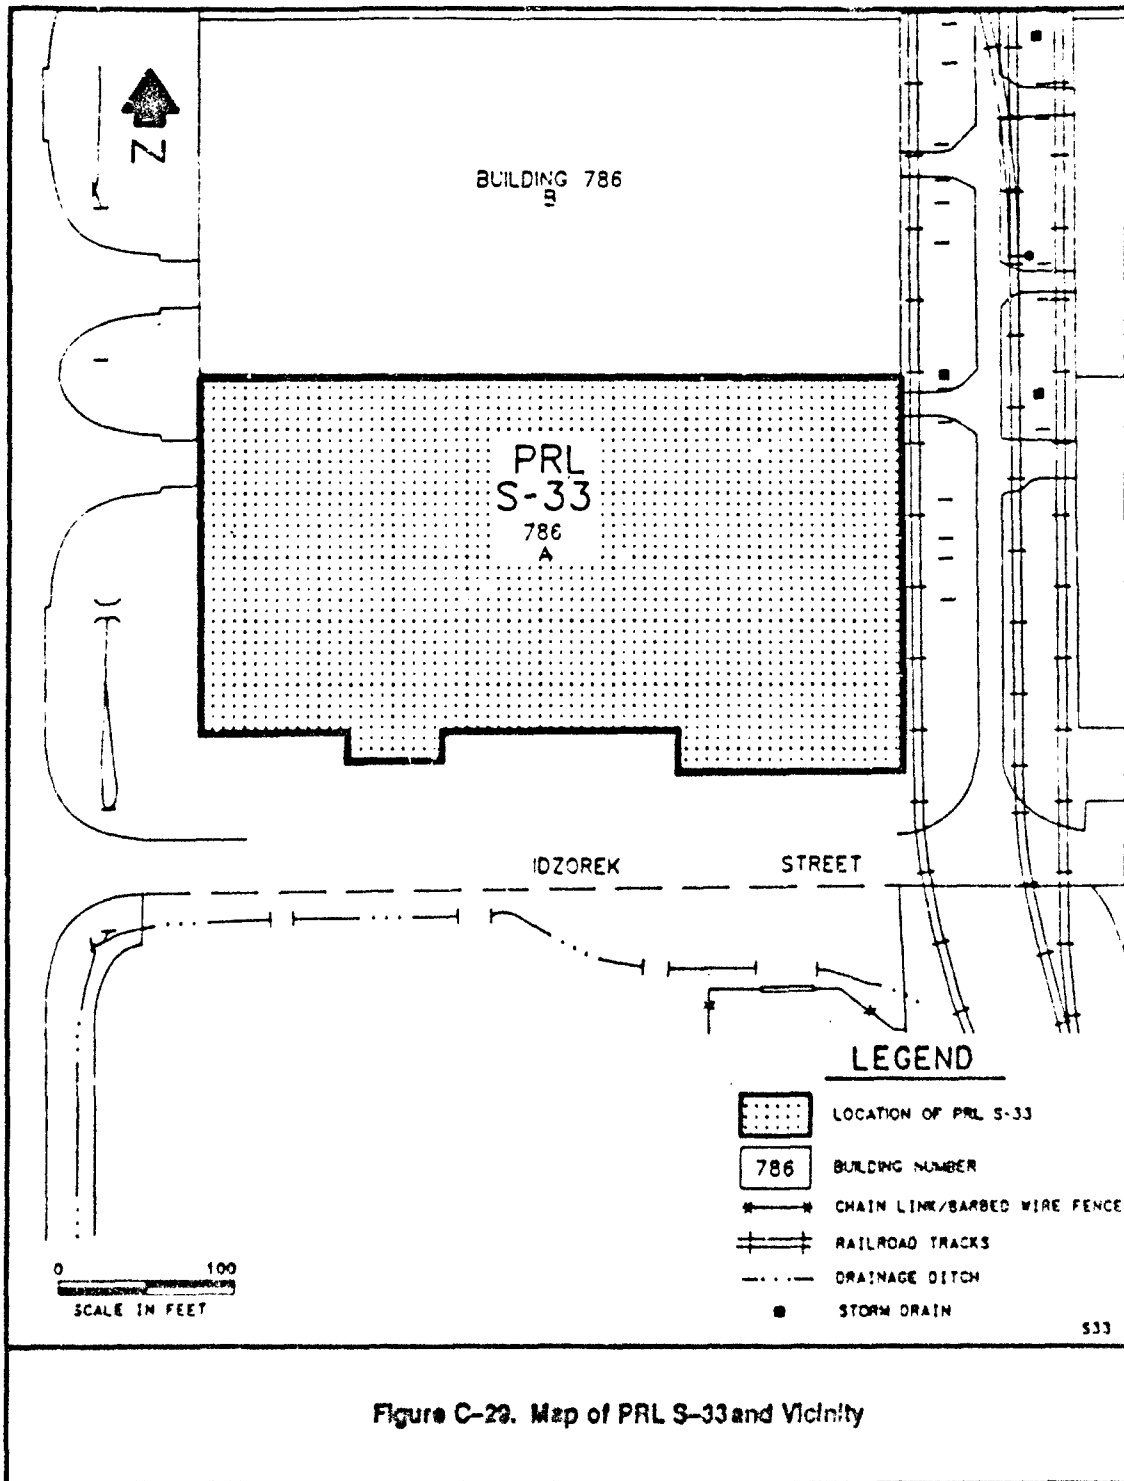 N
BUILDING 786
B
PRL
S-33
786
A
IDZOREK STREET
LEGEND
LOCATION OF PRL S-33
786 BUILDING NUMBER
CHAIN LINK/BARBED WIRE FENCE
RAILROAD TRACKS
DRAINAGE DITCH
STORM DRAIN
0 100
SCALE IN FEET
S33
Figure C-29. Map of PRL S-33 and Vicinity